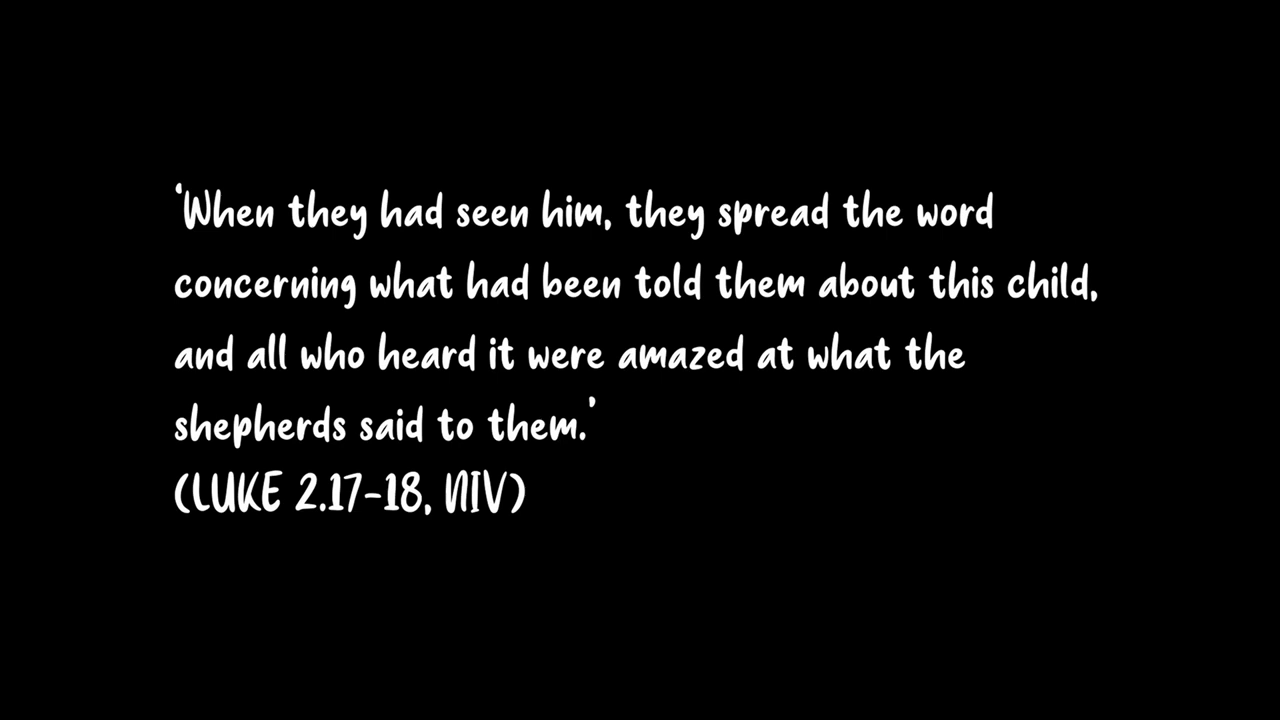 ‘When they had seen him, they spread the word
concerning what had been told them about this child,
and all who heard it were amazed at what the
shepherds said to them.’
(LUKE 2.17-18, NIV)